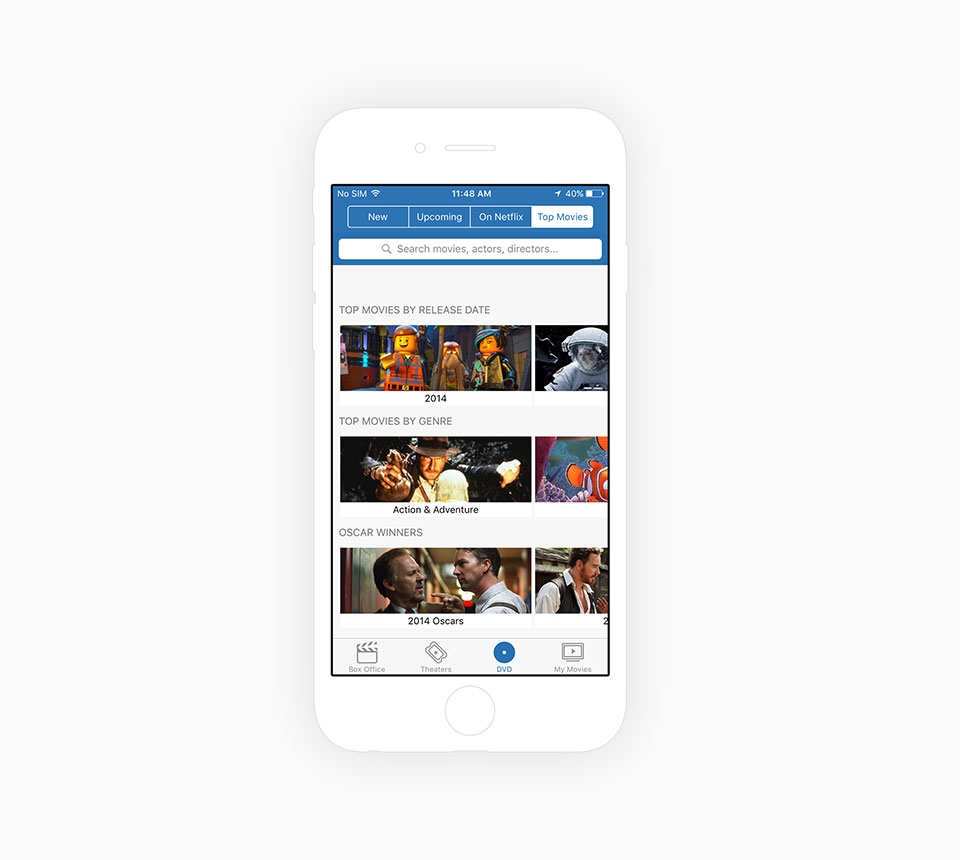 No SIM 11:48 AM 40%
New Upcoming On Netflix Top Movies
Search movies, actors, directors...
TOP MOVIES BY RELEASE DATE
2014
TOP MOVIES BY GENRE
Action & Adventure
OSCAR WINNERS
2014 Oscars 2
Box Office Theaters DVD My Movies